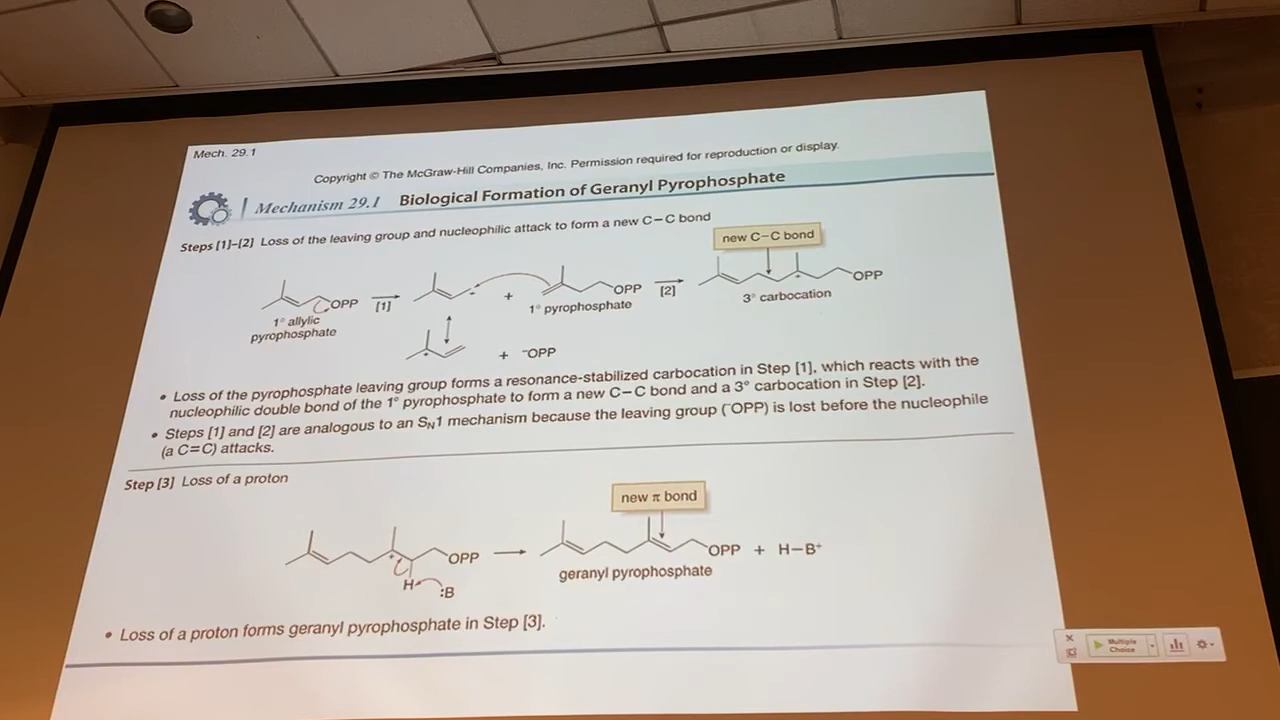 Mech. 29.1
Copyright © The McGraw-Hill Companies, Inc. Permission required for reproduction or display.
Mechanism 29.1 Biological Formation of Geranyl Pyrophosphate
Steps [1]–[2] Loss of the leaving group and nucleophilic attack to form a new C–C bond
new C–C bond
OPP [1] + OPP [2] OPP
1° allylic
pyrophosphate
1° pyrophosphate
3° carbocation
+ ⁻OPP
• Loss of the pyrophosphate leaving group forms a resonance-stabilized carbocation in Step [1], which reacts with the
nucleophilic double bond of the 1° pyrophosphate to form a new C–C bond and a 3° carbocation in Step [2].
• Steps [1] and [2] are analogous to an SN1 mechanism because the leaving group (⁻OPP) is lost before the nucleophile
(a C=C) attacks.
Step [3] Loss of a proton
new π bond
OPP OPP + H–B⁺
H :B
geranyl pyrophosphate
• Loss of a proton forms geranyl pyrophosphate in Step [3].
Multiple
Choice